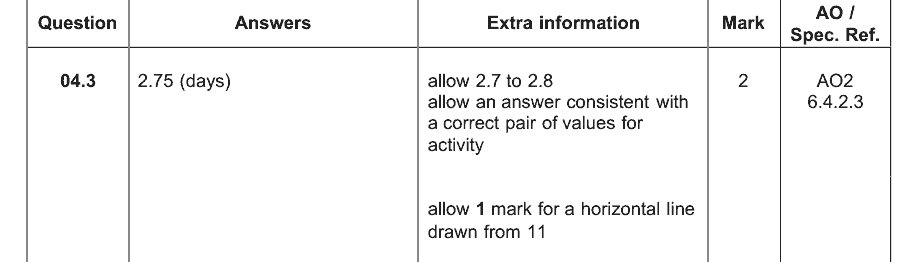 Question Answers Extra information Mark AO /
Spec. Ref.
04.3 2.75 (days) allow 2.7 to 2.8 2 AO2
allow an answer consistent with 6.4.2.3
a correct pair of values for
activity
allow 1 mark for a horizontal line
drawn from 11